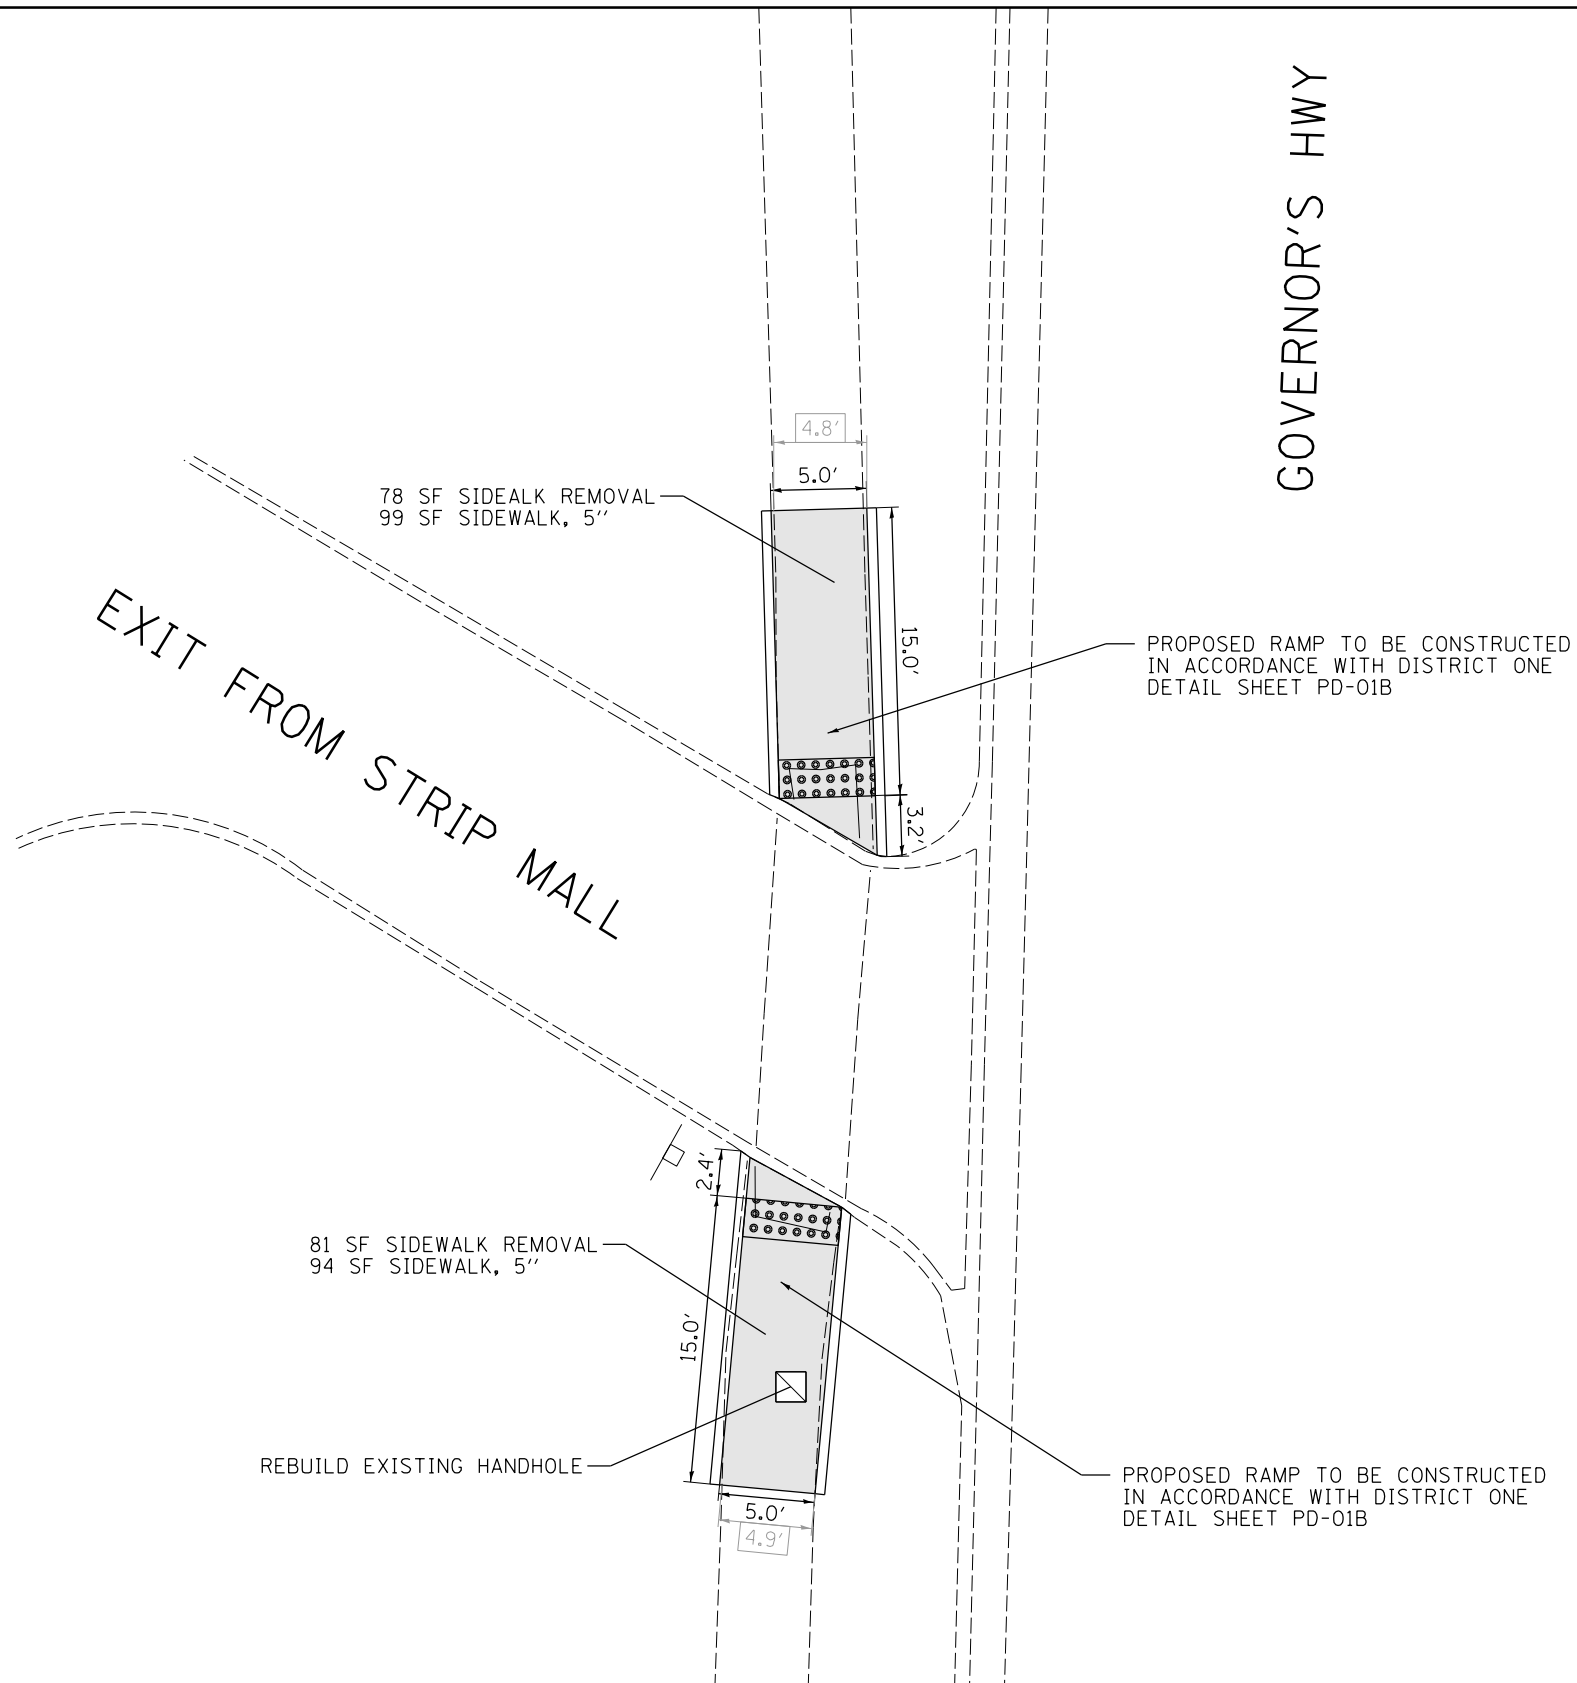 GOVERNOR'S HWY
4.8'
5.0'
78 SF SIDEALK REMOVAL
99 SF SIDEWALK, 5''
15.0'
PROPOSED RAMP TO BE CONSTRUCTED
IN ACCORDANCE WITH DISTRICT ONE
DETAIL SHEET PD-01B
EXIT FROM STRIP MALL
3.2'
2.4'
81 SF SIDEWALK REMOVAL
94 SF SIDEWALK, 5''
15.0'
REBUILD EXISTING HANDHOLE
PROPOSED RAMP TO BE CONSTRUCTED
IN ACCORDANCE WITH DISTRICT ONE
DETAIL SHEET PD-01B
5.0'
4.9'